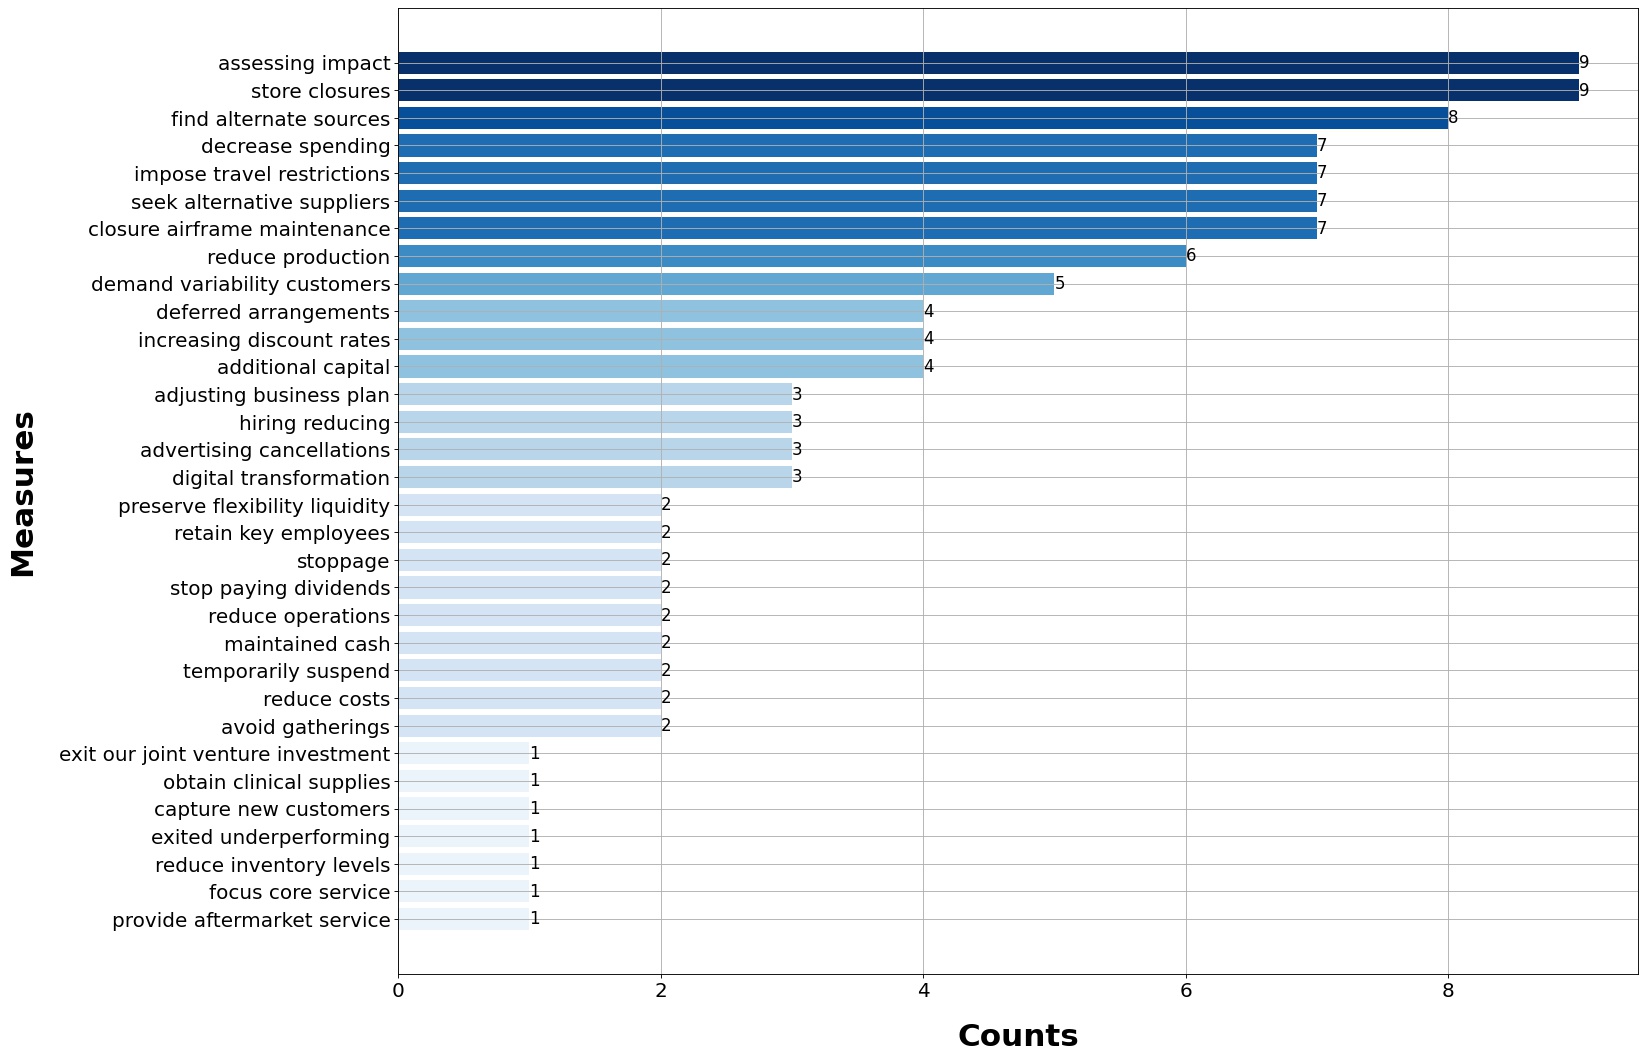 assessing impact 9
store closures 9
find alternate sources 8
decrease spending 7
impose travel restrictions 7
seek alternative suppliers 7
closure airframe maintenance 7
reduce production 6
demand variability customers 5
deferred arrangements 4
increasing discount rates 4
additional capital 4
adjusting business plan 3
hiring reducing 3
advertising cancellations 3
digital transformation 3
preserve flexibility liquidity 2
retain key employees 2
stoppage 2
stop paying dividends 2
reduce operations 2
maintained cash 2
temporarily suspend 2
reduce costs 2
avoid gatherings 2
exit our joint venture investment 1
obtain clinical supplies 1
capture new customers 1
exited underperforming 1
reduce inventory levels 1
focus core service 1
provide aftermarket service 1
Measures
0 2 4 6 8
Counts